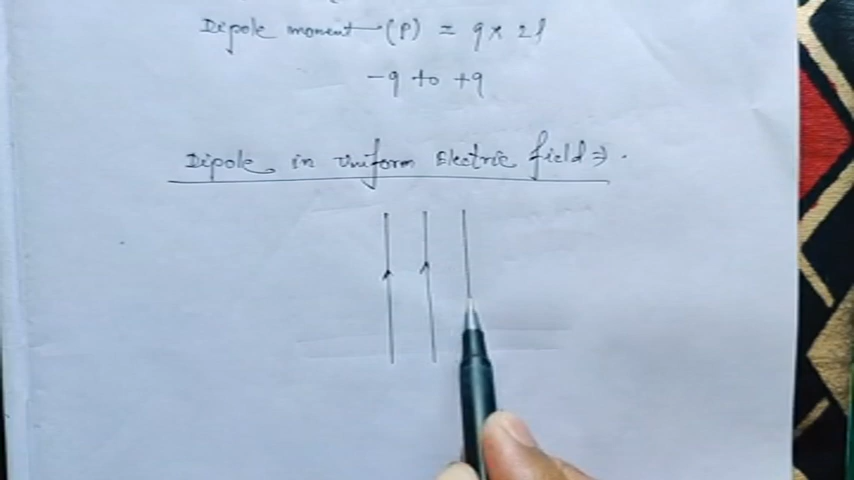 Dipole moment (P) = q × 2l
-q to +q
Dipole in Uniform Electric field ⇒.